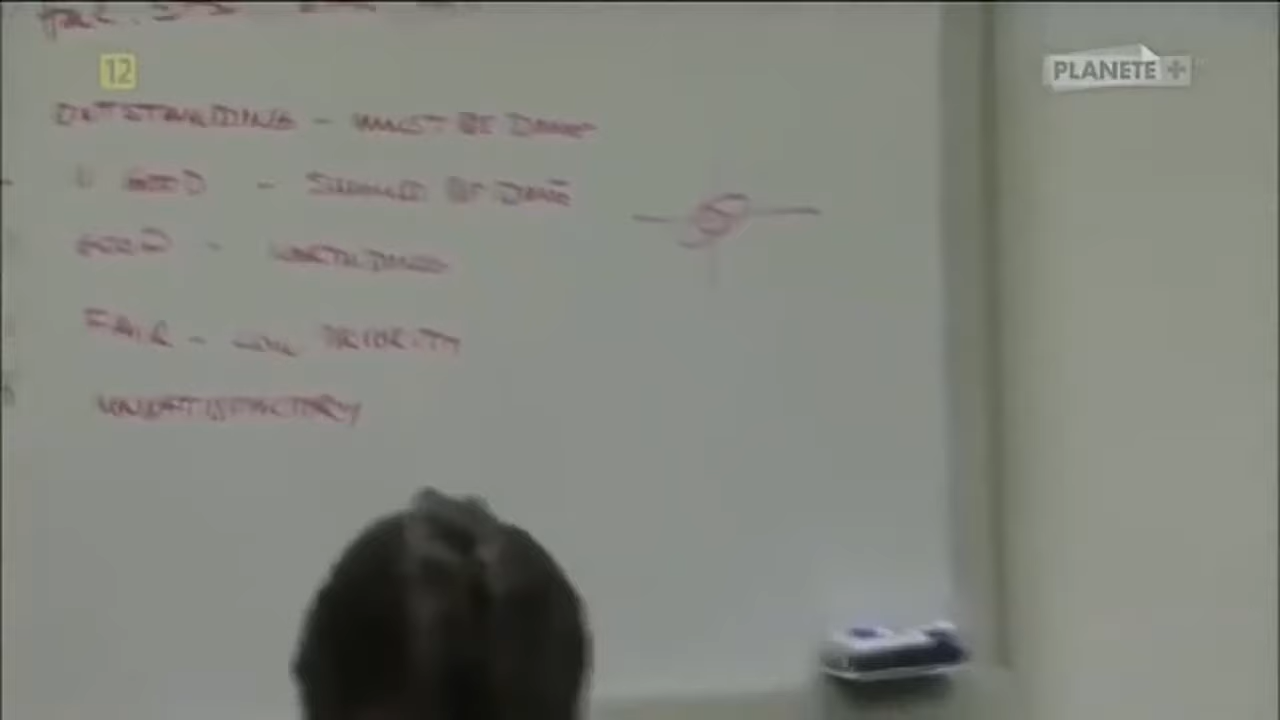 12
PLANETE +
OUTSTANDING - MUST BE DONE
V GOOD - SHOULD BE DONE
GOOD -
FAIR - LOW PRIORITY
UNSATISFACTORY